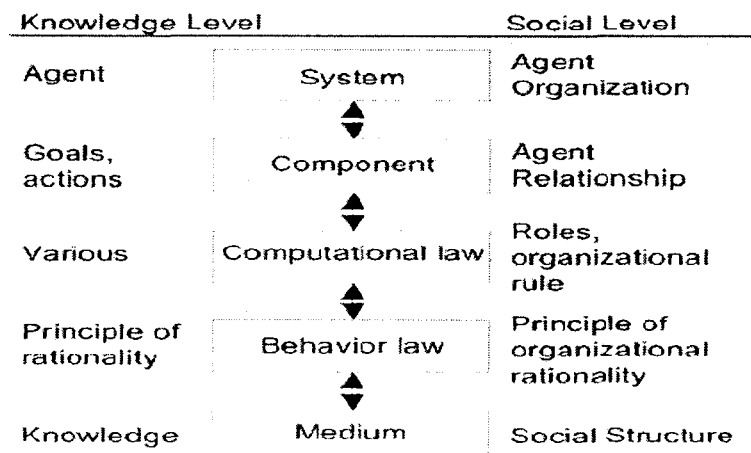 Knowledge Level Social Level
Agent System Agent
Organization
Goals,
actions Component Agent
Relationship
Various Computational law Roles,
organizational
rule
Principle of
rationality Behavior law Principle of
organizational
rationality
Knowledge Medium Social Structure